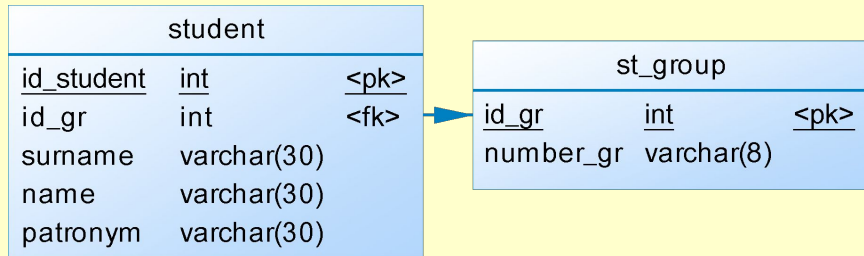 student
id_student int <pk>
id_gr int <fk>
surname varchar(30)
name varchar(30)
patronym varchar(30)
st_group
id_gr int <pk>
number_gr varchar(8)